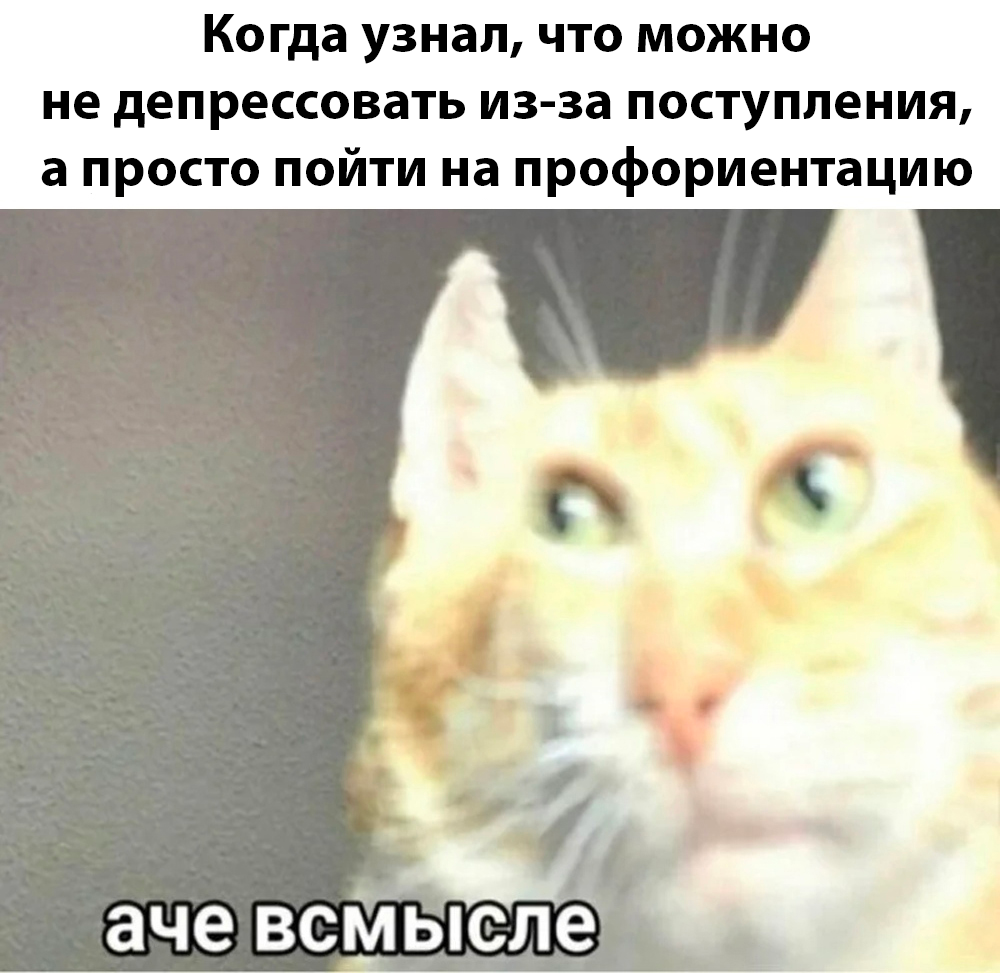 Когда узнал, что можно
не депрессовать из-за поступления,
а просто пойти на профориентацию
аче всмысле